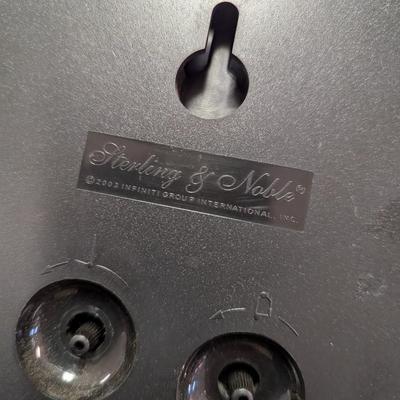 Sterling & Noble®
© 2002 INFINITI GROUP INTERNATIONAL, INC.